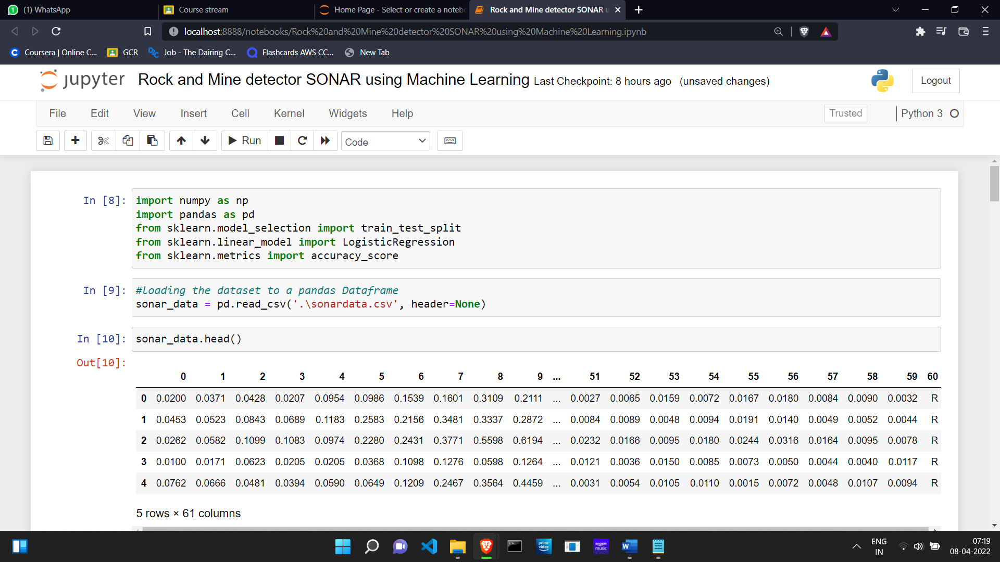 (1) WhatsApp
Course stream
Home Page - Select or create a notebo
Rock and Mine detector SONAR u
localhost:8888/notebooks/Rock%20and%20Mine%20detector%20SONAR%20using%20Machine%20Learning.ipynb
Coursera | Online C... GCR Job - The Dairing C... Flashcards AWS CC... New Tab
jupyter Rock and Mine detector SONAR using Machine Learning Last Checkpoint: 8 hours ago (unsaved changes) Logout
File Edit View Insert Cell Kernel Widgets Help Trusted Python 3
Run Code
In [8]: import numpy as np
import pandas as pd
from sklearn.model_selection import train_test_split
from sklearn.linear_model import LogisticRegression
from sklearn.metrics import accuracy_score
In [9]: #loading the dataset to a pandas Dataframe
sonar_data = pd.read_csv('.\sonardata.csv', header=None)
In [10]: sonar_data.head()
Out[10]:
0 1 2 3 4 5 6 7 8 9 ... 51 52 53 54 55 56 57 58 59 60
0 0.0200 0.0371 0.0428 0.0207 0.0954 0.0986 0.1539 0.1601 0.3109 0.2111 ... 0.0027 0.0065 0.0159 0.0072 0.0167 0.0180 0.0084 0.0090 0.0032 R
1 0.0453 0.0523 0.0843 0.0689 0.1183 0.2583 0.2156 0.3481 0.3337 0.2872 ... 0.0084 0.0089 0.0048 0.0094 0.0191 0.0140 0.0049 0.0052 0.0044 R
2 0.0262 0.0582 0.1099 0.1083 0.0974 0.2280 0.2431 0.3771 0.5598 0.6194 ... 0.0232 0.0166 0.0095 0.0180 0.0244 0.0316 0.0164 0.0095 0.0078 R
3 0.0100 0.0171 0.0623 0.0205 0.0205 0.0368 0.1098 0.1276 0.0598 0.1264 ... 0.0121 0.0036 0.0150 0.0085 0.0073 0.0050 0.0044 0.0040 0.0117 R
4 0.0762 0.0666 0.0481 0.0394 0.0590 0.0649 0.1209 0.2467 0.3564 0.4459 ... 0.0031 0.0054 0.0105 0.0110 0.0015 0.0072 0.0048 0.0107 0.0094 R
5 rows × 61 columns
prime video
amazon music
W
ENG
IN
07:19
08-04-2022